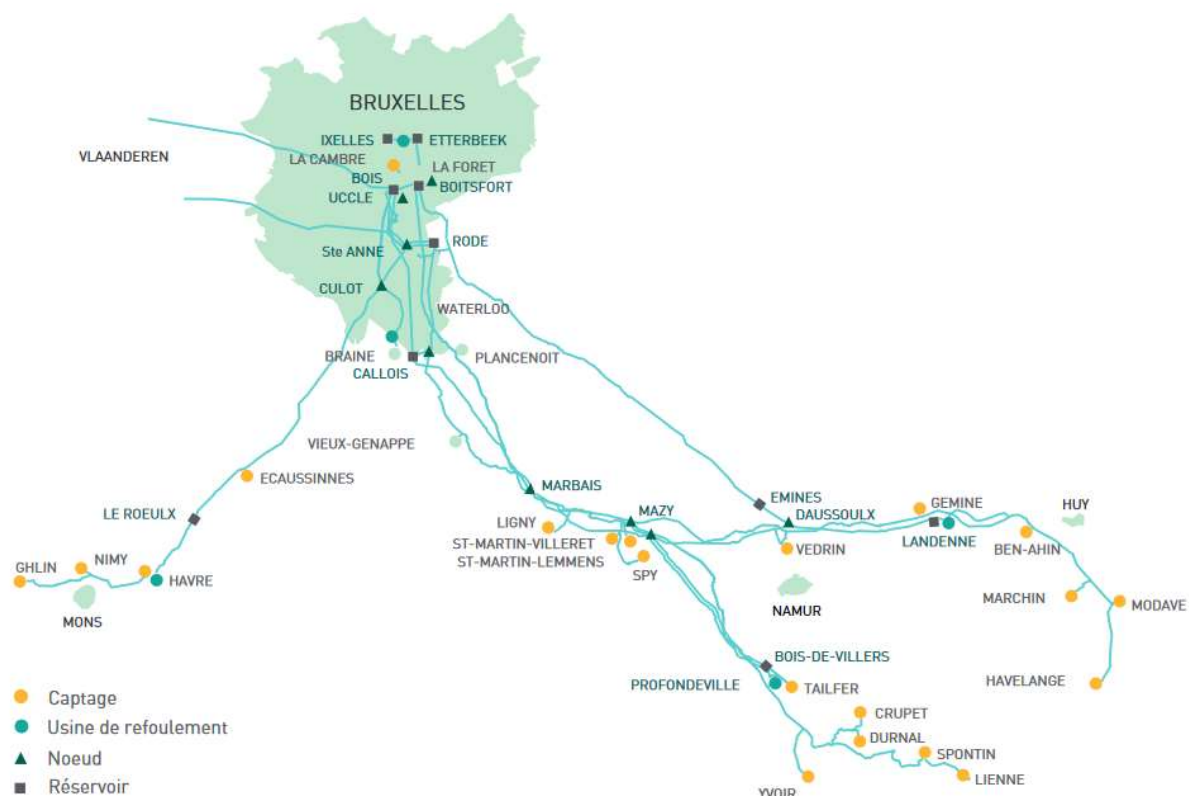 BRUXELLES
IXELLES
ETTERBEEK
VLAANDEREN
LA CAMBRE
LA FORET
BOIS
BOITSFORT
UCCLE
Ste ANNE
RODE
CULOT
WATERLOO
BRAINE
PLANCENOIT
CALLOIS
VIEUX-GENAPPE
ECAUSSINNES
MARBAIS
EMINES
GEMINE
HUY
LE ROEULX
MAZY
DAUSSOULX
LIGNY
ST-MARTIN-VILLERET
VEDRIN
LANDENNE
BEN-AHIN
NIMY
ST-MARTIN-LEMMENS
GHLIN
HAVRE
SPY
NAMUR
MARCHIN
MODAVE
MONS
BOIS-DE-VILLERS
PROFONDEVILLE
TAILFER
HAVELANGE
CRUPET
DURNAL
SPONTIN
LIENNE
YVOIR
Captage
Usine de refoulement
Noeud
Réservoir